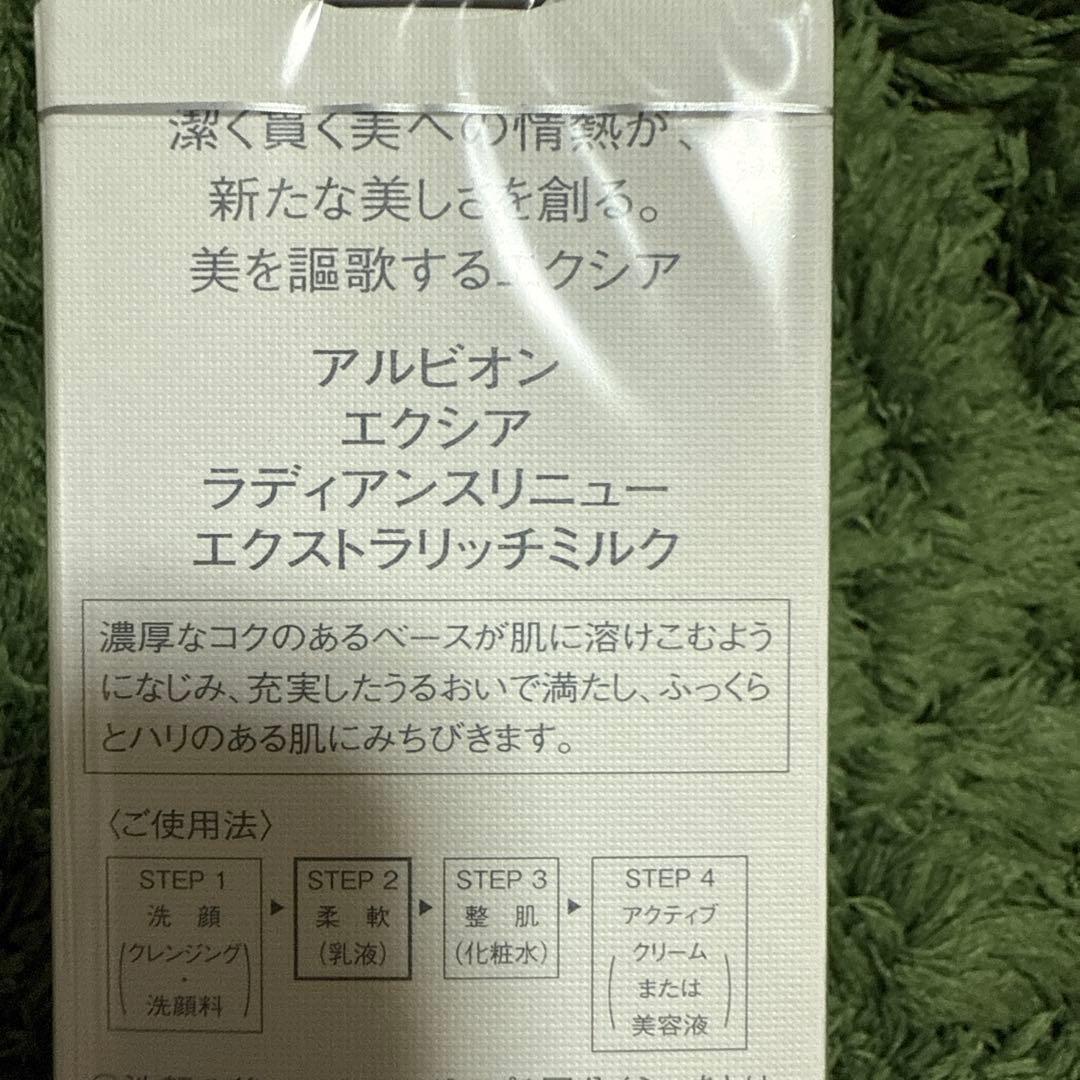 潔く貫く美への情熱が、
新たな美しさを創る。
美を謳歌するエクシア
アルビオン
エクシア
ラディアンスリニュー
エクストラリッチミルク
濃厚なコクのあるベースが肌に溶けこむよう
になじみ、充実したうるおいで満たし、ふっくら
とハリのある肌にみちびきます。
〈ご使用法〉
STEP 1
洗 顔
(クレンジング
・
洗顔料)
▶
STEP 2
柔 軟
(乳液)
▶
STEP 3
整 肌
(化粧水)
▶
STEP 4
アクティブ
(クリーム
または
美容液)